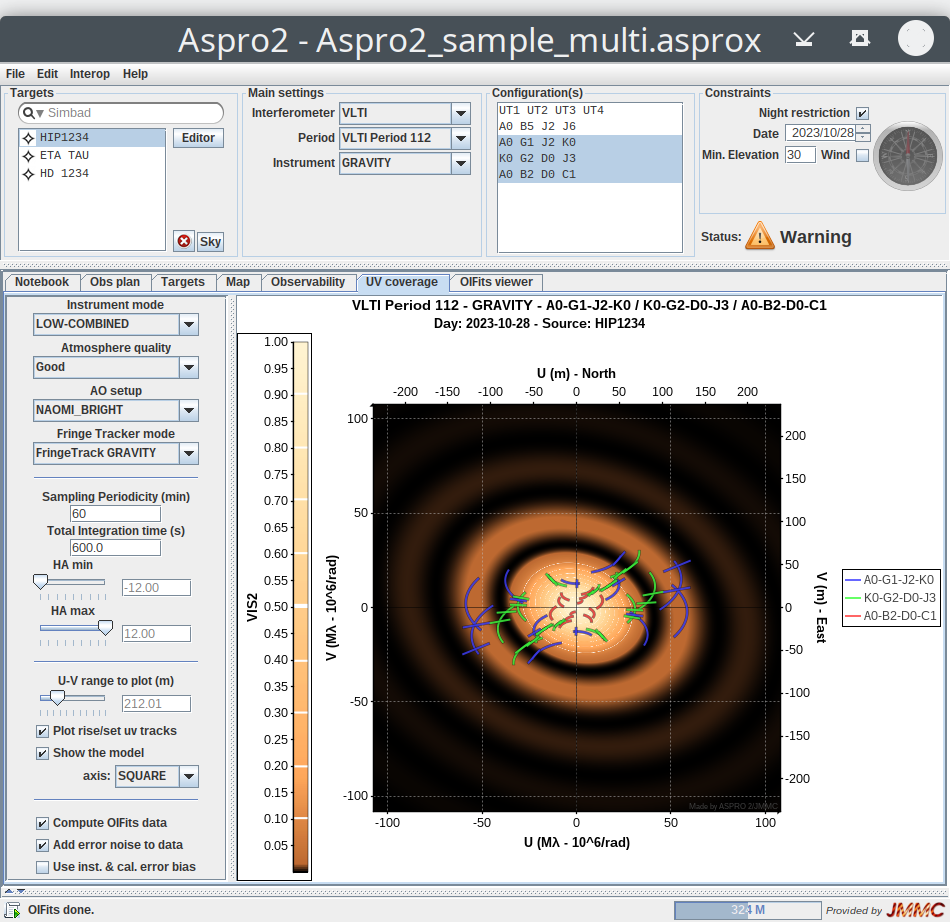 Aspro2 - Aspro2_sample_multi.asprox
File Edit Interop Help
Targets
Simbad
HIP1234
ETA TAU
HD 1234
Editor
Sky
Main settings
Interferometer VLTI
Period VLTI Period 112
Instrument GRAVITY
Configuration(s)
UT1 UT2 UT3 UT4
A0 B5 J2 J6
A0 G1 J2 K0
K0 G2 D0 J3
A0 B2 D0 C1
Constraints
Night restriction
Date 2023/10/28
Min. Elevation 30 Wind
Status: Warning
Notebook Obs plan Targets Map Observability UV coverage OIFits viewer
Instrument mode
LOW-COMBINED
Atmosphere quality
Good
AO setup
NAOMI_BRIGHT
Fringe Tracker mode
FringeTrack GRAVITY
Sampling Periodicity (min)
60
Total Integration time (s)
600.0
HA min
-12.00
HA max
12.00
U-V range to plot (m)
212.01
Plot rise/set uv tracks
Show the model
axis: SQUARE
Compute OIFits data
Add error noise to data
Use inst. & cal. error bias
VLTI Period 112 - GRAVITY - A0-G1-J2-K0 / K0-G2-D0-J3 / A0-B2-D0-C1
Day: 2023-10-28 - Source: HIP1234
1.00
0.95
0.90
0.85
0.80
0.75
0.70
0.65
0.60
0.55
0.50
0.45
0.40
0.35
0.30
0.25
0.20
0.15
0.10
0.05
VIS2
U (m) - North
-200 -150 -100 -50 0 50 100 150 200
V (Mλ - 10^6/rad)
100
50
0
-50
-100
200
150
100
50
0
-50
-100
-150
-200
V (m) - East
Made by ASPRO 2/JMMC
-100 -50 0 50 100
U (Mλ - 10^6/rad)
A0-G1-J2-K0
K0-G2-D0-J3
A0-B2-D0-C1
OIFits done.
324 M
Provided by JMMC